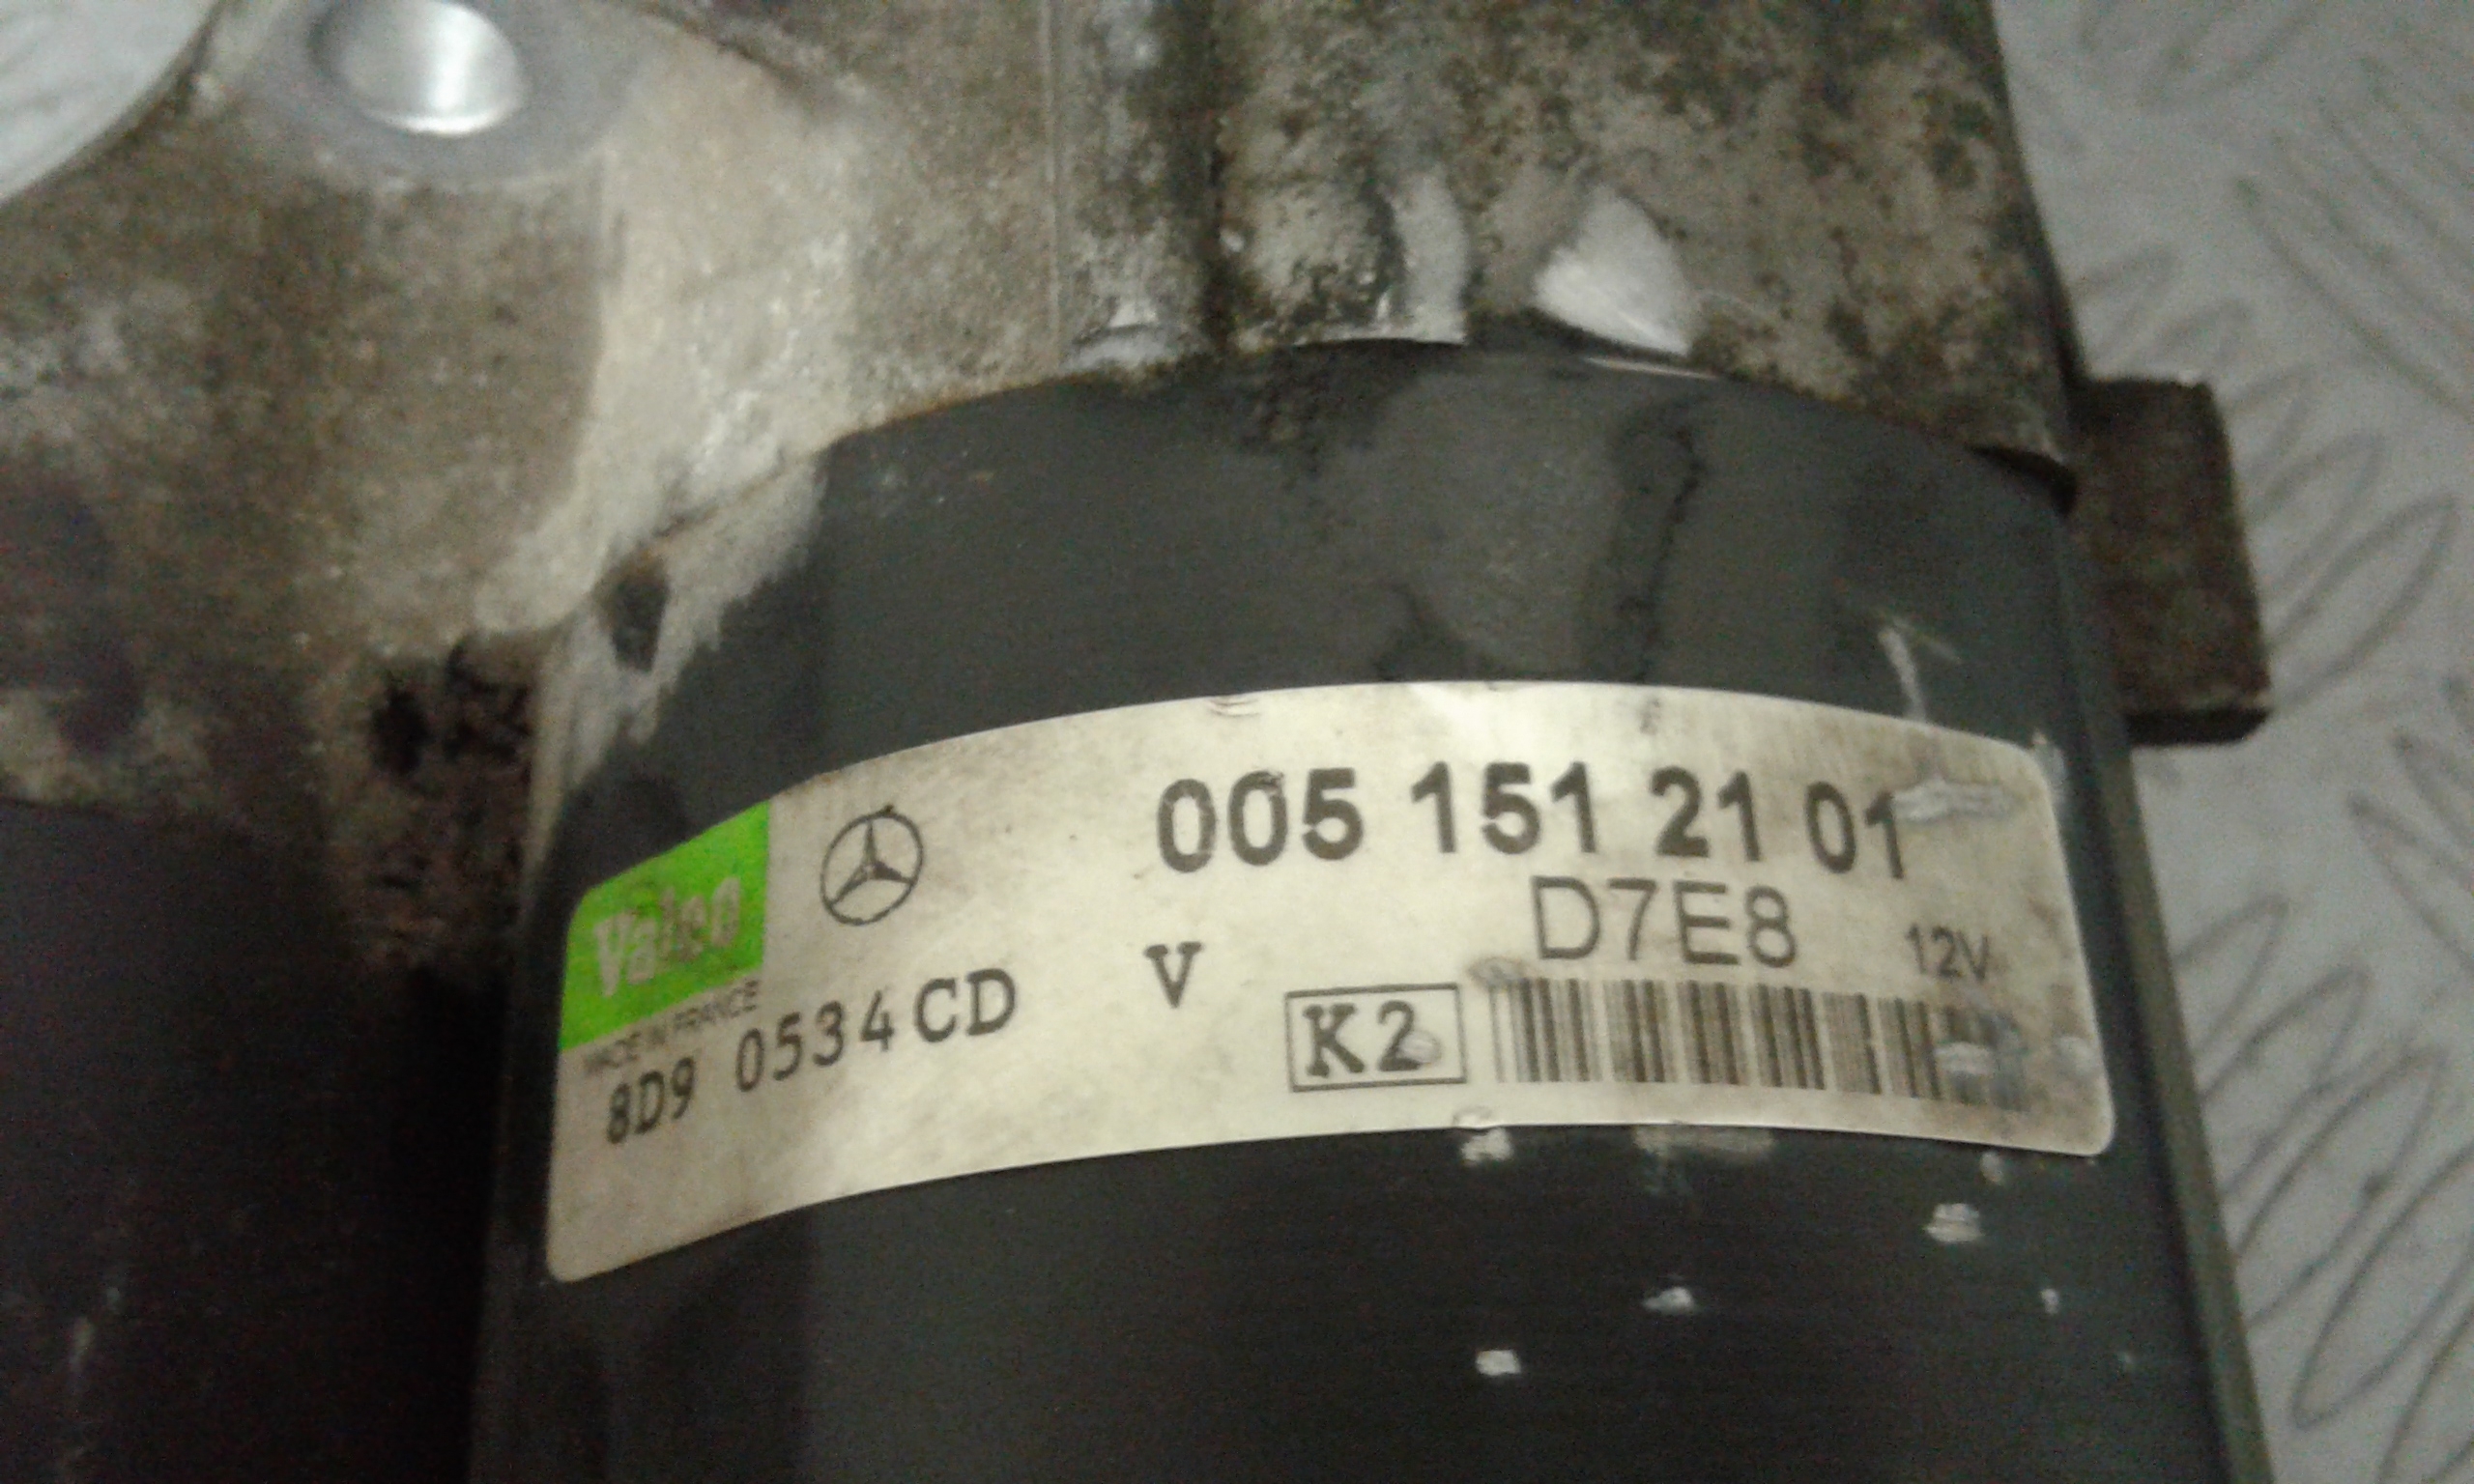 005 151 21 01
Valeo
D7E8
12V
MADE IN FRANCE
8D9 0534CD V
K2